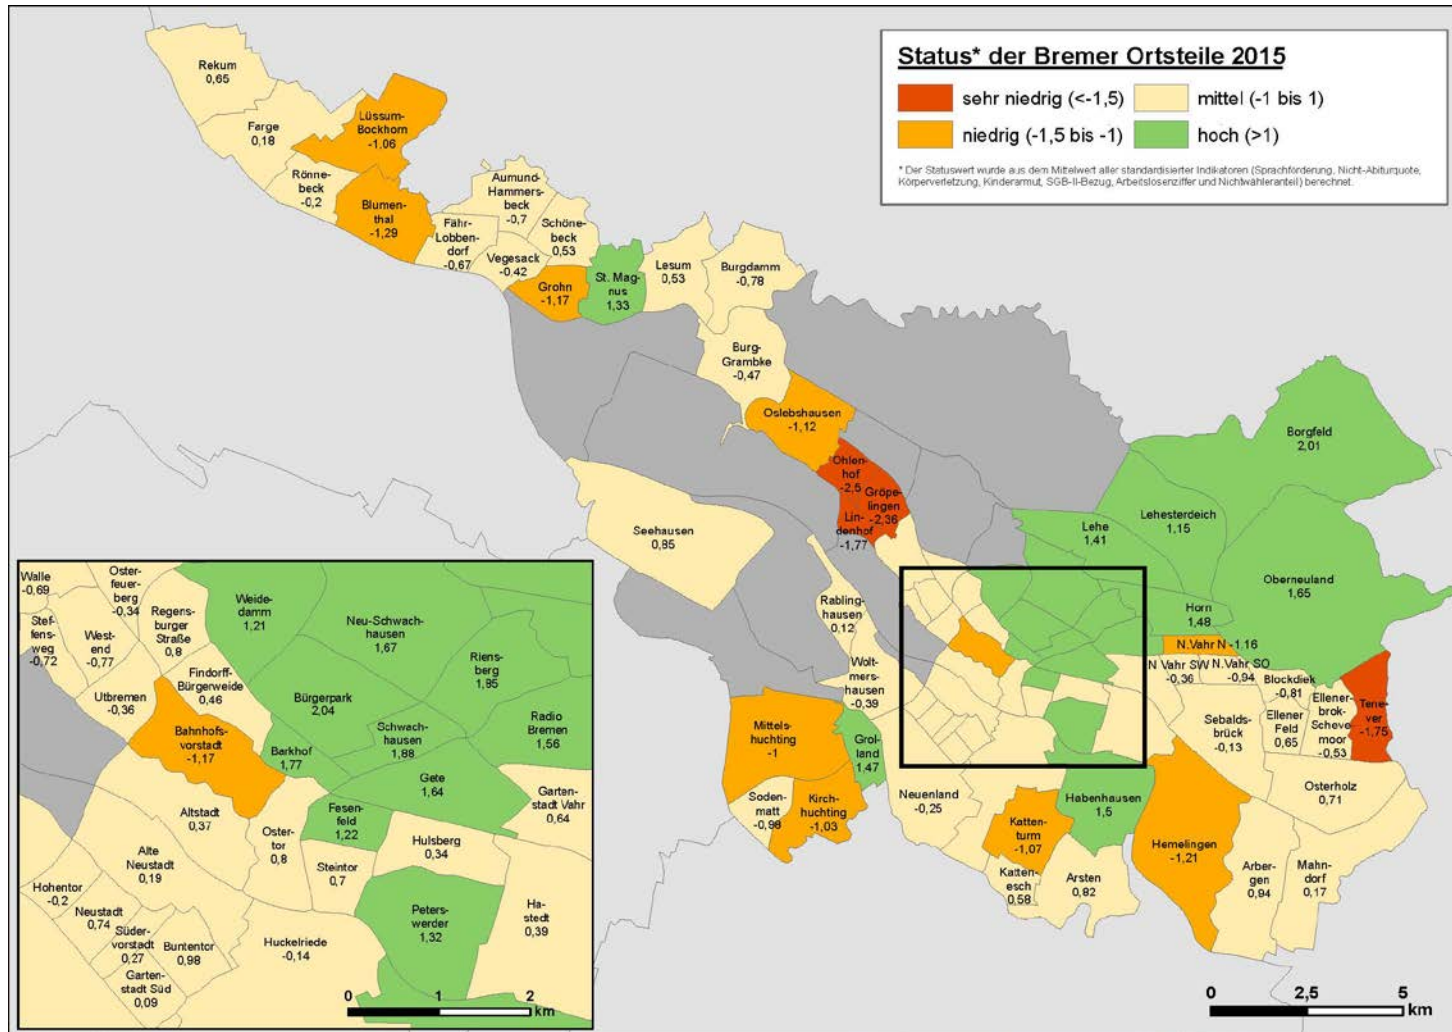 Status* der Bremer Ortsteile 2015
sehr niedrig (<-1,5)
mittel (-1 bis 1)
niedrig (-1,5 bis -1)
hoch (>1)
* Der Statuswert wurde aus dem Mittelwert aller standardisierter Indikatoren (Sprachförderung, Nicht-Abiturquote,
Körperverletzung, Kinderarmut, SGB-II-Bezug, Arbeitslosenziffer und Nichtwähleranteil) berechnet.
Rekum
0,65
Farge
0,18
Lüssum-
Bockhorn
-1,06
Rönne-
beck
-0,2
Blumen-
thal
-1,29
Aumund-
Hammers-
beck
-0,7
Fähr-
Lobben-
dorf
-0,67
Schöne-
beck
0,53
Vegesack
-0,42
Grohn
-1,17
St. Mag-
nus
1,33
Lesum
0,53
Burgdamm
-0,78
Burg-
Grambke
-0,47
Oslebshausen
-1,12
Ohlen-
hof
-2,5
Gröpe-
lingen
-2,36
Lin-
denhof
-1,77
Seehausen
0,85
Borgfeld
2,01
Lehesterdeich
1,15
Lehe
1,41
Oberneuland
1,65
Horn
1,48
N.Vahr N -1.16
N Vahr SW
-0,36
N.Vahr SO
-0,94
Blockdiek
-0,81
Ellener
Feld
0,65
Ellener-
brok-
Scheve-
moor
-0,53
Tene-
ver
-1,75
Sebalds-
brück
-0,13
Osterholz
0,71
Rabling-
hausen
0,12
Wolt-
mers-
hausen
-0,39
Mittels-
huchting
-1
Grol-
land
1,47
Soden-
matt
-0,98
Kirch-
huchting
-1,03
Neuenland
-0,25
Katten-
turm
-1,07
Katten-
esch
0,58
Habenhausen
1,5
Arsten
0,82
Hemelingen
-1,21
Arber-
gen
0,94
Mahn-
dorf
0,17
Walle
-0,69
Oster-
feuer-
berg
-0,34
Stef-
fens-
weg
-0,72
West-
end
-0,77
Regens-
burger
Straße
0,8
Utbremen
-0,36
Findorff-
Bürgerweide
0,46
Weide-
damm
1,21
Neu-Schwach-
hausen
1,67
Riens-
berg
1,85
Bürgerpark
2,04
Schwach-
hausen
1,88
Radio
Bremen
1,56
Bahnhofs-
vorstadt
-1,17
Barkhof
1,77
Gete
1,64
Garten-
stadt Vahr
0,64
Fesen-
feld
1,22
Altstadt
0,37
Oster-
tor
0,8
Hulsberg
0,34
Steintor
0,7
Alte
Neustadt
0,19
Hohentor
-0,2
Neustadt
0,74
Süder-
vorstadt
0,27
Buntentor
0,98
Garten-
stadt Süd
0,09
Huckelriede
-0,14
Peters-
werder
1,32
Ha-
stedt
0,39
0 1 2
km
0 2,5 5
km